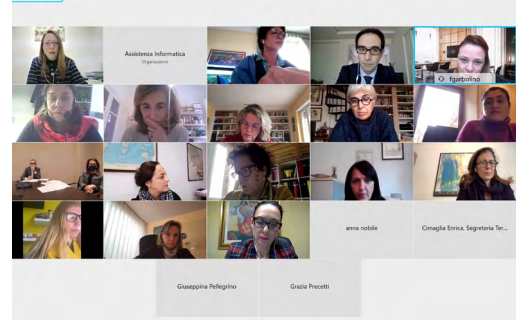 Assistenza Informatica
Organizzatore
fgarbolino
anna nobile
Cimaglia Enrica, Segreteria Ter...
Giuseppina Pellegrino
Grazia Precetti